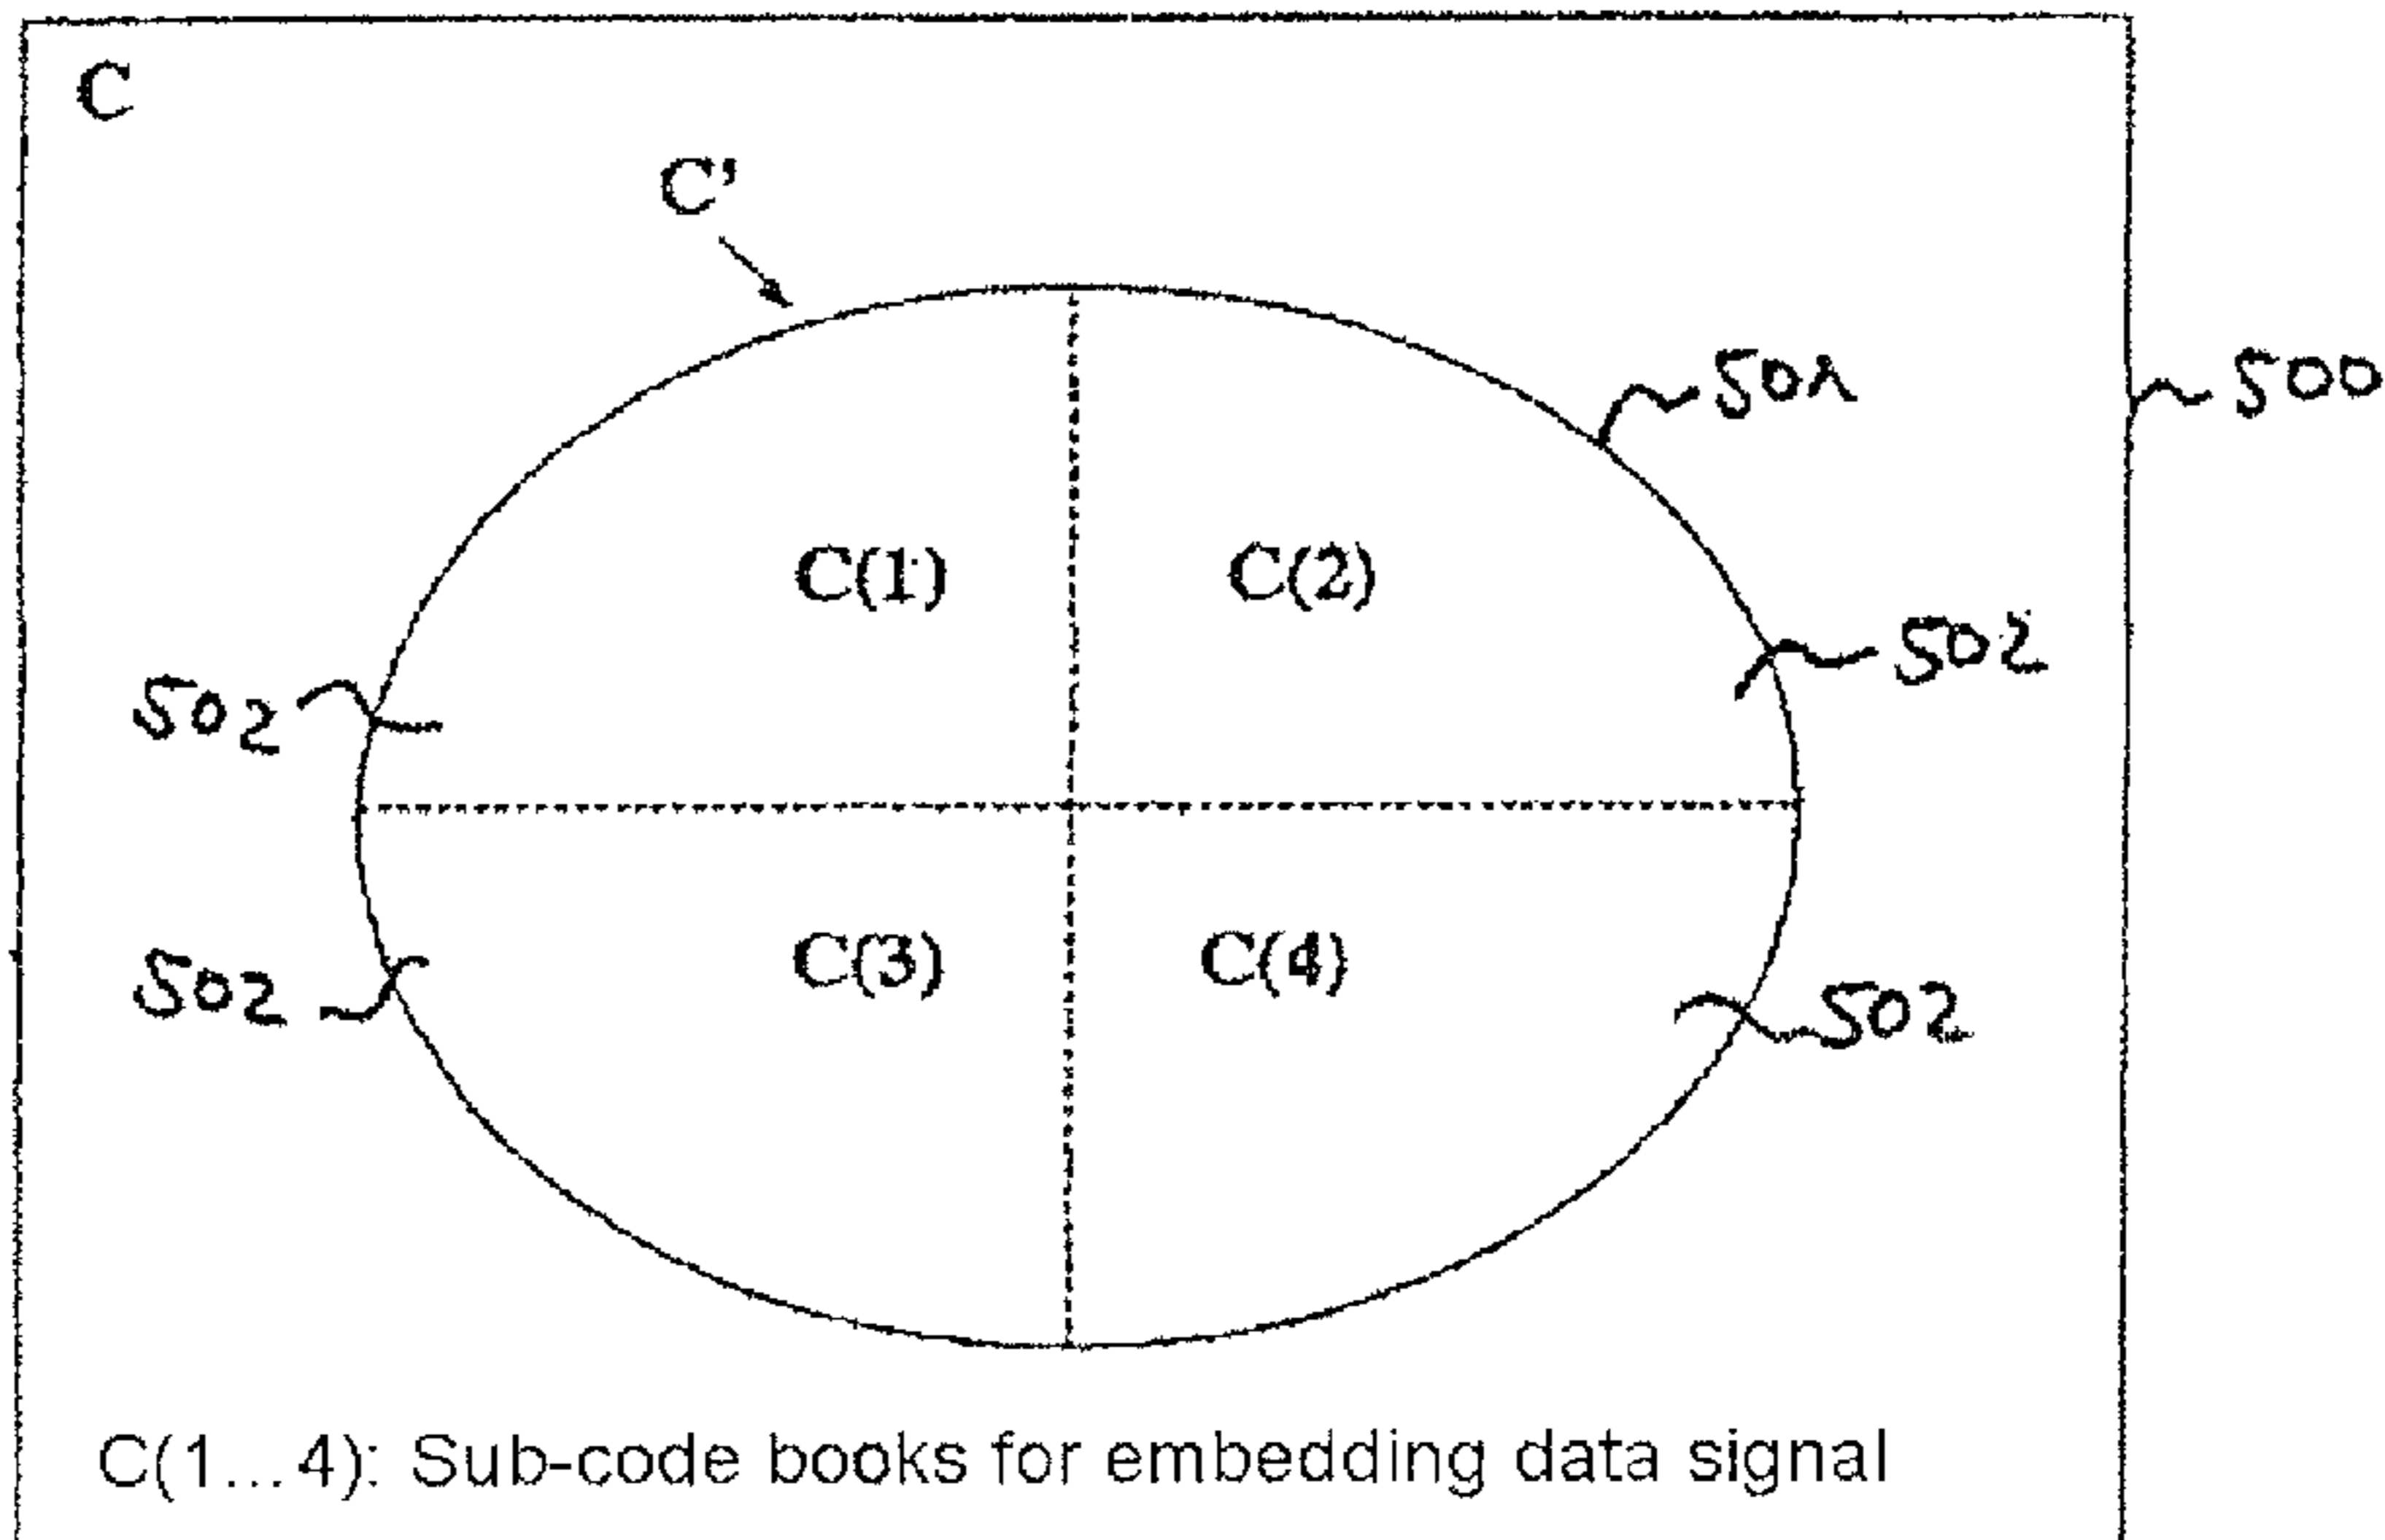 C
C'
501
500
C(1) C(2)
502
502
C(3) C(4)
502
502
C(1...4): Sub-code books for embedding data signal